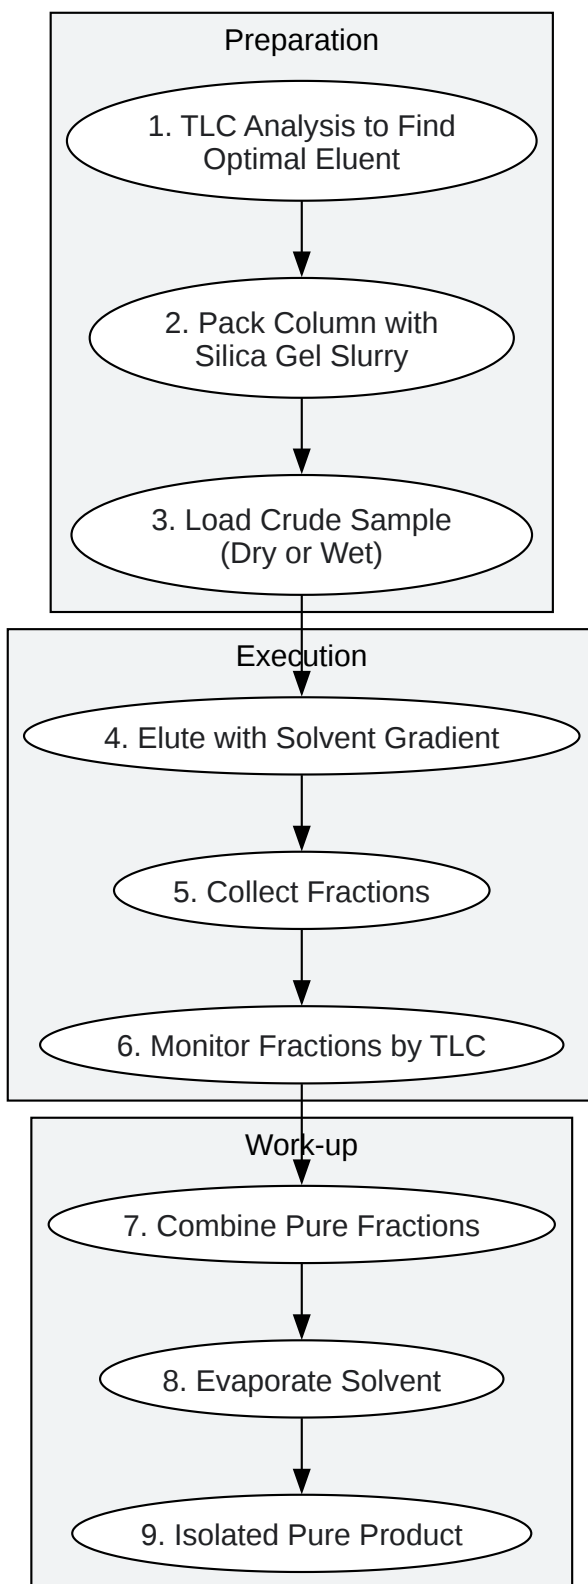 Preparation
1. TLC Analysis to Find
Optimal Eluent
2. Pack Column with
Silica Gel Slurry
3. Load Crude Sample
(Dry or Wet)
Execution
4. Elute with Solvent Gradient
5. Collect Fractions
6. Monitor Fractions by TLC
Work-up
7. Combine Pure Fractions
8. Evaporate Solvent
9. Isolated Pure Product